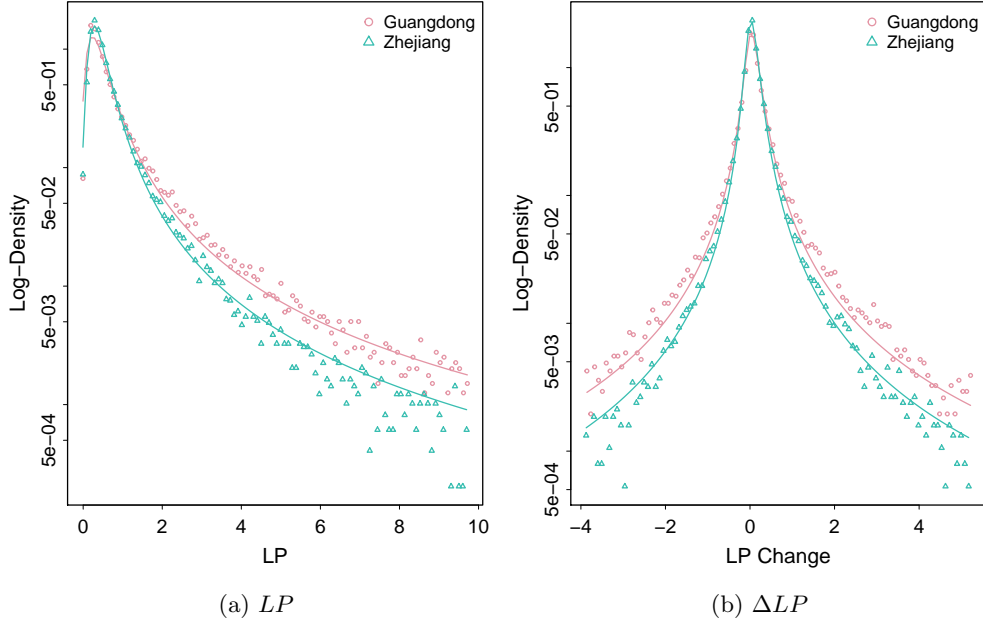 Guangdong
Zhejiang
Log−Density
5e−01
5e−02
5e−03
5e−04
0 2 4 6 8 10
LP
(a) LP
Guangdong
Zhejiang
Log−Density
5e−01
5e−02
5e−03
5e−04
−4 −2 0 2 4
LP Change
(b) ΔLP